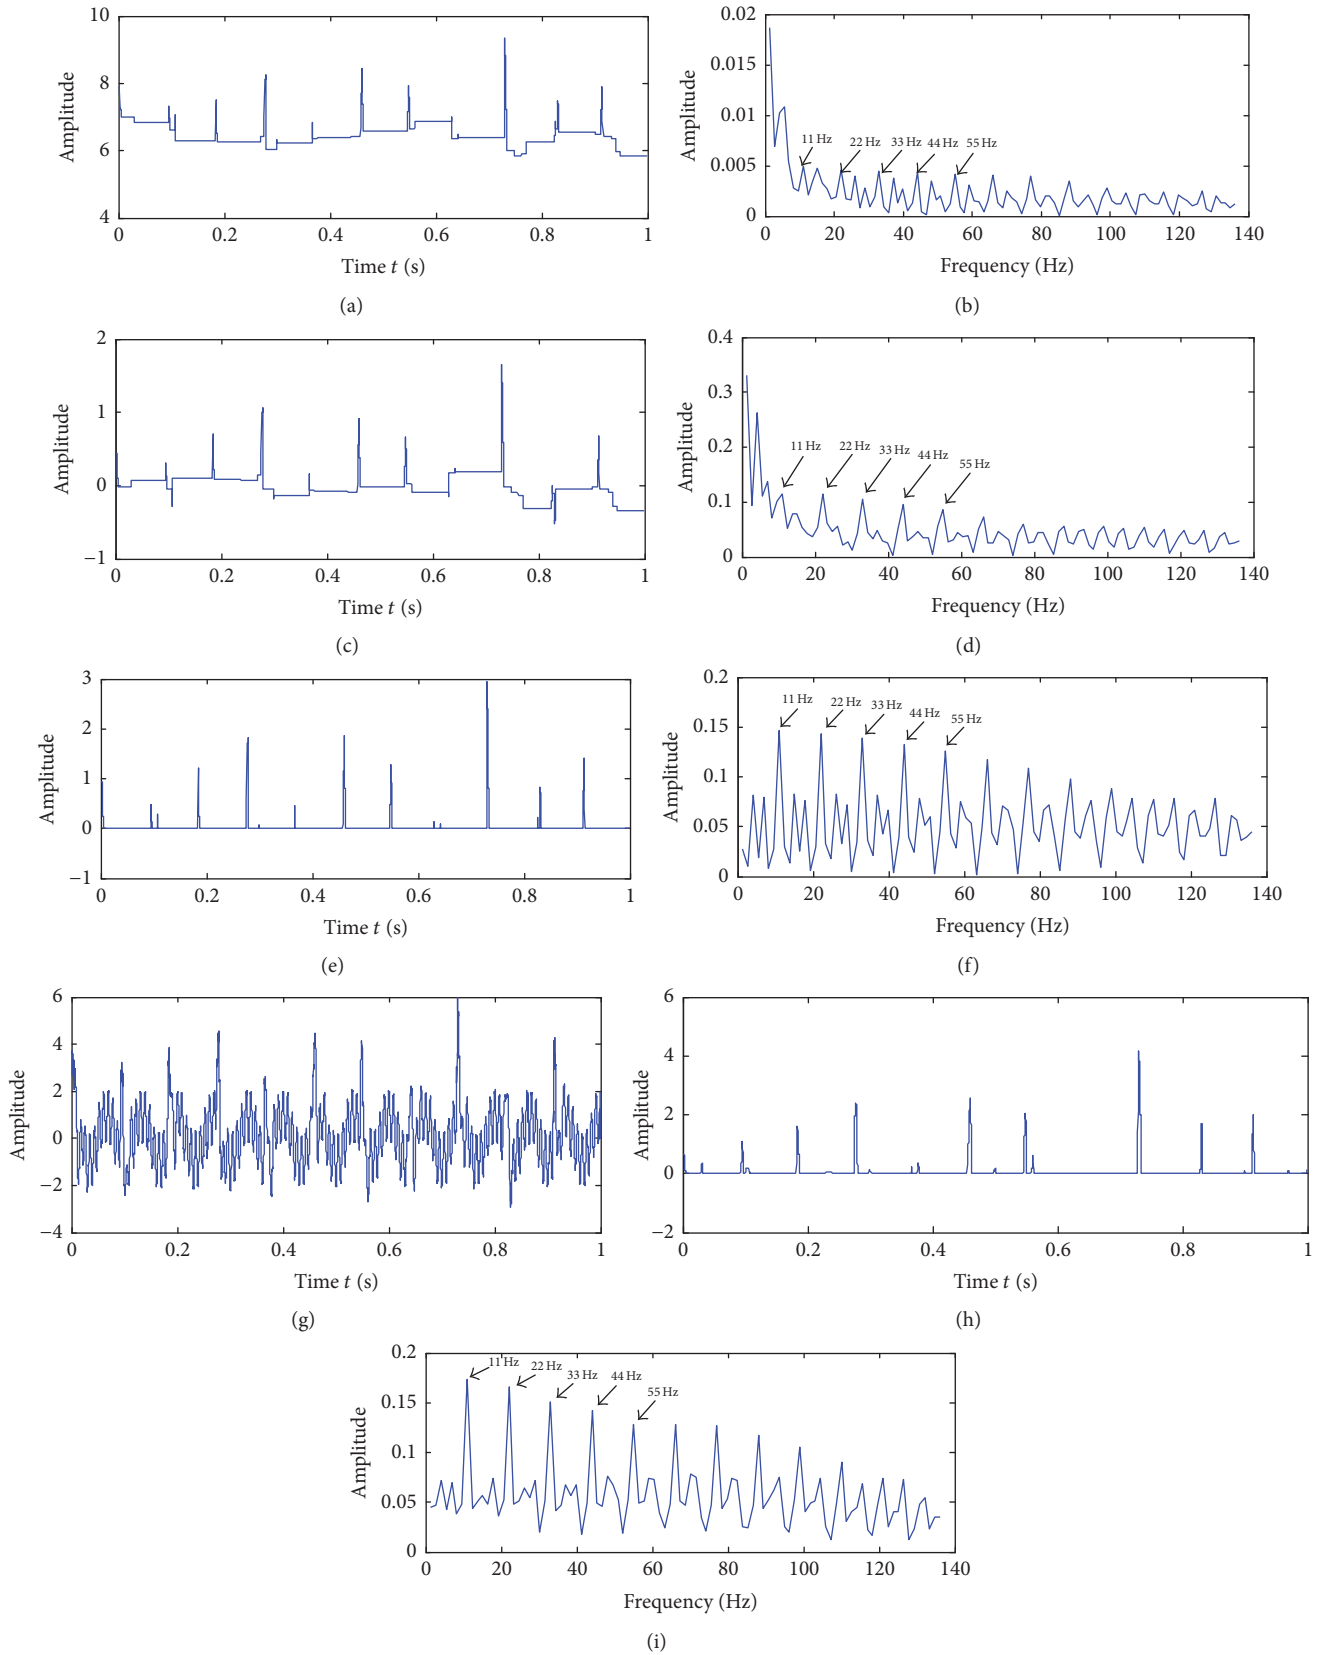 10
8
6
4
Amplitude
0
0.2
0.4
0.6
0.8
1
Time t (s)
(a)
0.02
0.015
0.01
0.005
0
Amplitude
11 Hz
22 Hz
33 Hz
44 Hz
55 Hz
0
20
40
60
80
100
120
140
Frequency (Hz)
(b)
2
1
0
−1
Amplitude
0
0.2
0.4
0.6
0.8
1
Time t (s)
(c)
0.4
0.3
0.2
0.1
0
Amplitude
11 Hz
22 Hz
33 Hz
44 Hz
55 Hz
0
20
40
60
80
100
120
140
Frequency (Hz)
(d)
3
2
1
0
−1
Amplitude
0
0.2
0.4
0.6
0.8
1
Time t (s)
(e)
0.2
0.15
0.1
0.05
0
Amplitude
11 Hz
22 Hz
33 Hz
44 Hz
55 Hz
0
20
40
60
80
100
120
140
Frequency (Hz)
(f)
6
4
2
0
−2
−4
Amplitude
0
0.2
0.4
0.6
0.8
1
Time t (s)
(g)
6
4
2
0
−2
Amplitude
0
0.2
0.4
0.6
0.8
1
Time t (s)
(h)
0.2
0.15
0.1
0.05
0
Amplitude
11 Hz
22 Hz
33 Hz
44 Hz
55 Hz
0
20
40
60
80
100
120
140
Frequency (Hz)
(i)